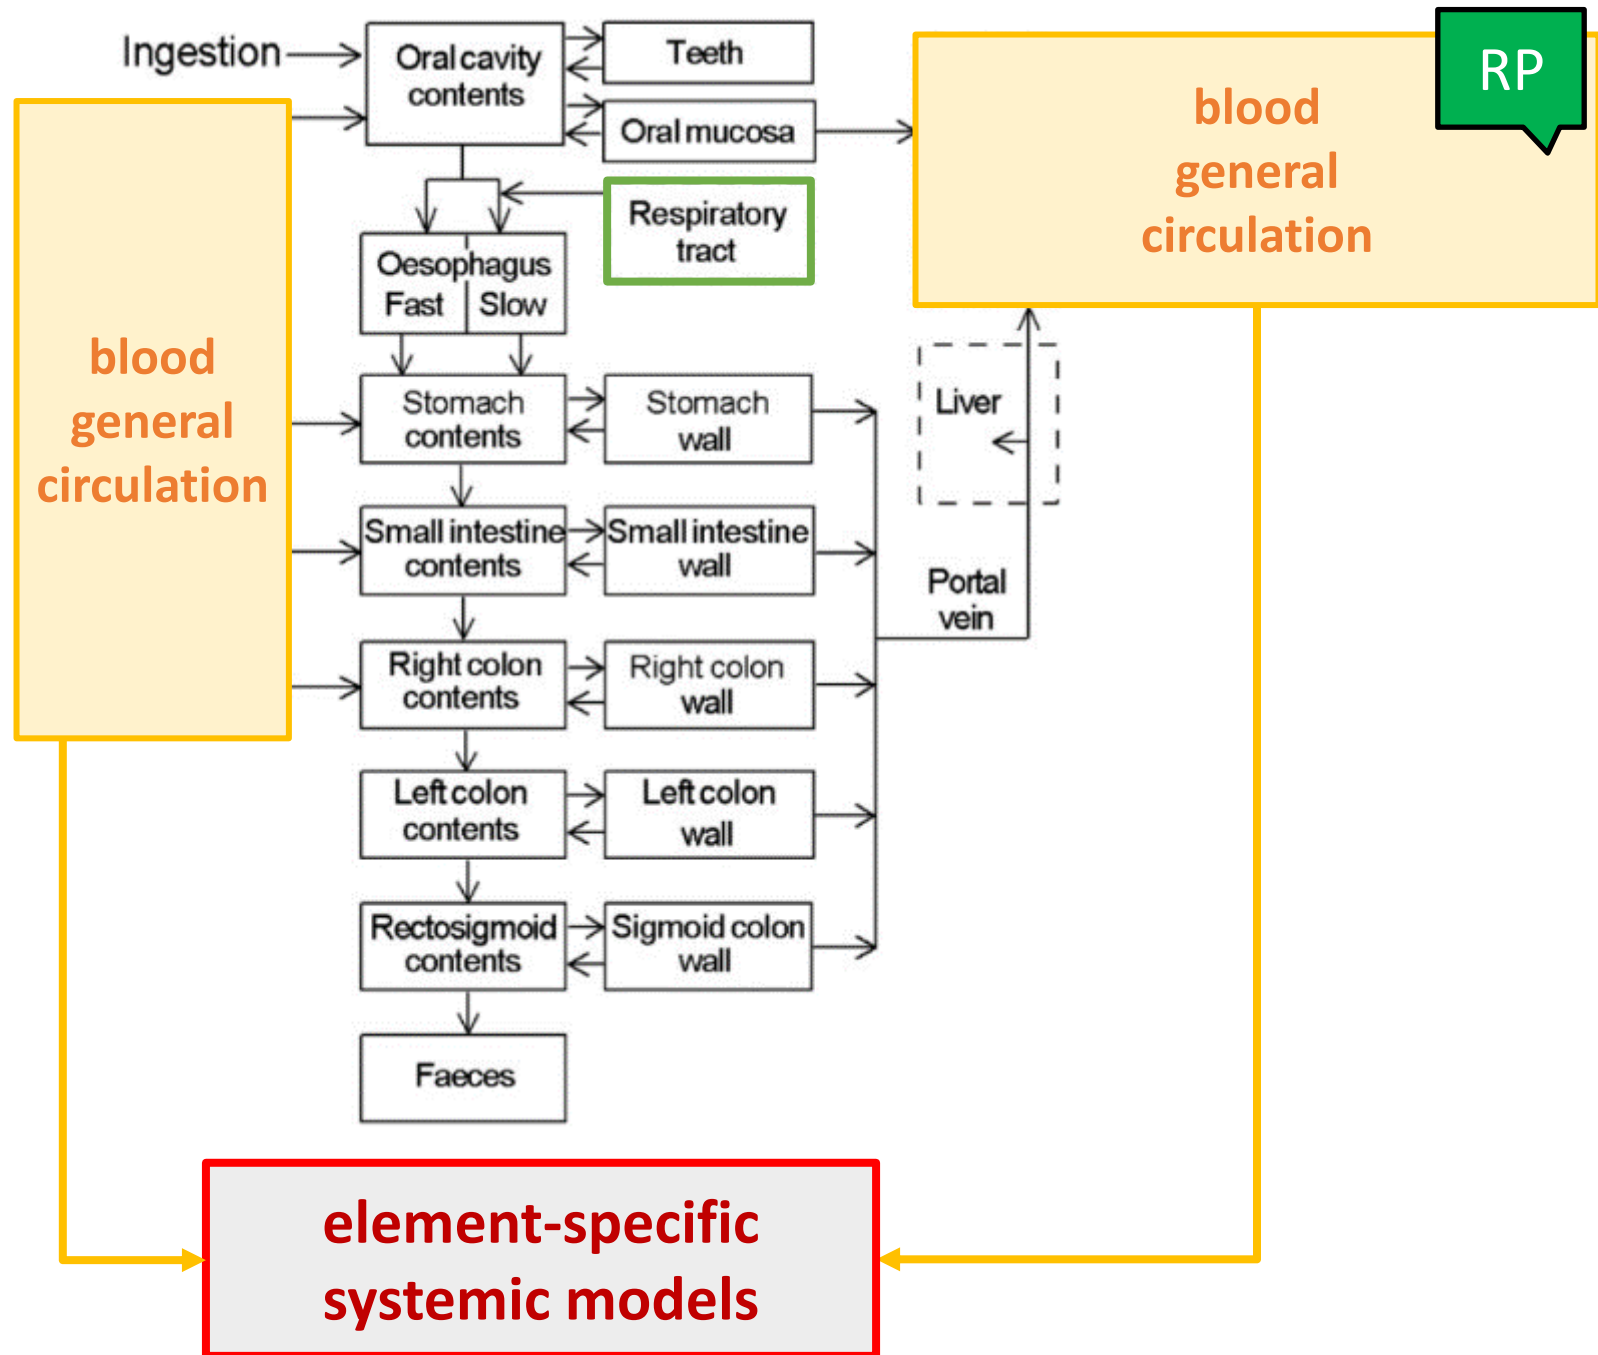 Ingestion
Oral cavity
contents
Teeth
Oral mucosa
RP
blood
general
circulation
Respiratory
tract
Oesophagus
Fast
Slow
blood
general
circulation
Stomach
contents
Stomach
wall
Liver
Small intestine
contents
Small intestine
wall
Portal
vein
Right colon
contents
Right colon
wall
Left colon
contents
Left colon
wall
Rectosigmoid
contents
Sigmoid colon
wall
Faeces
element-specific
systemic models